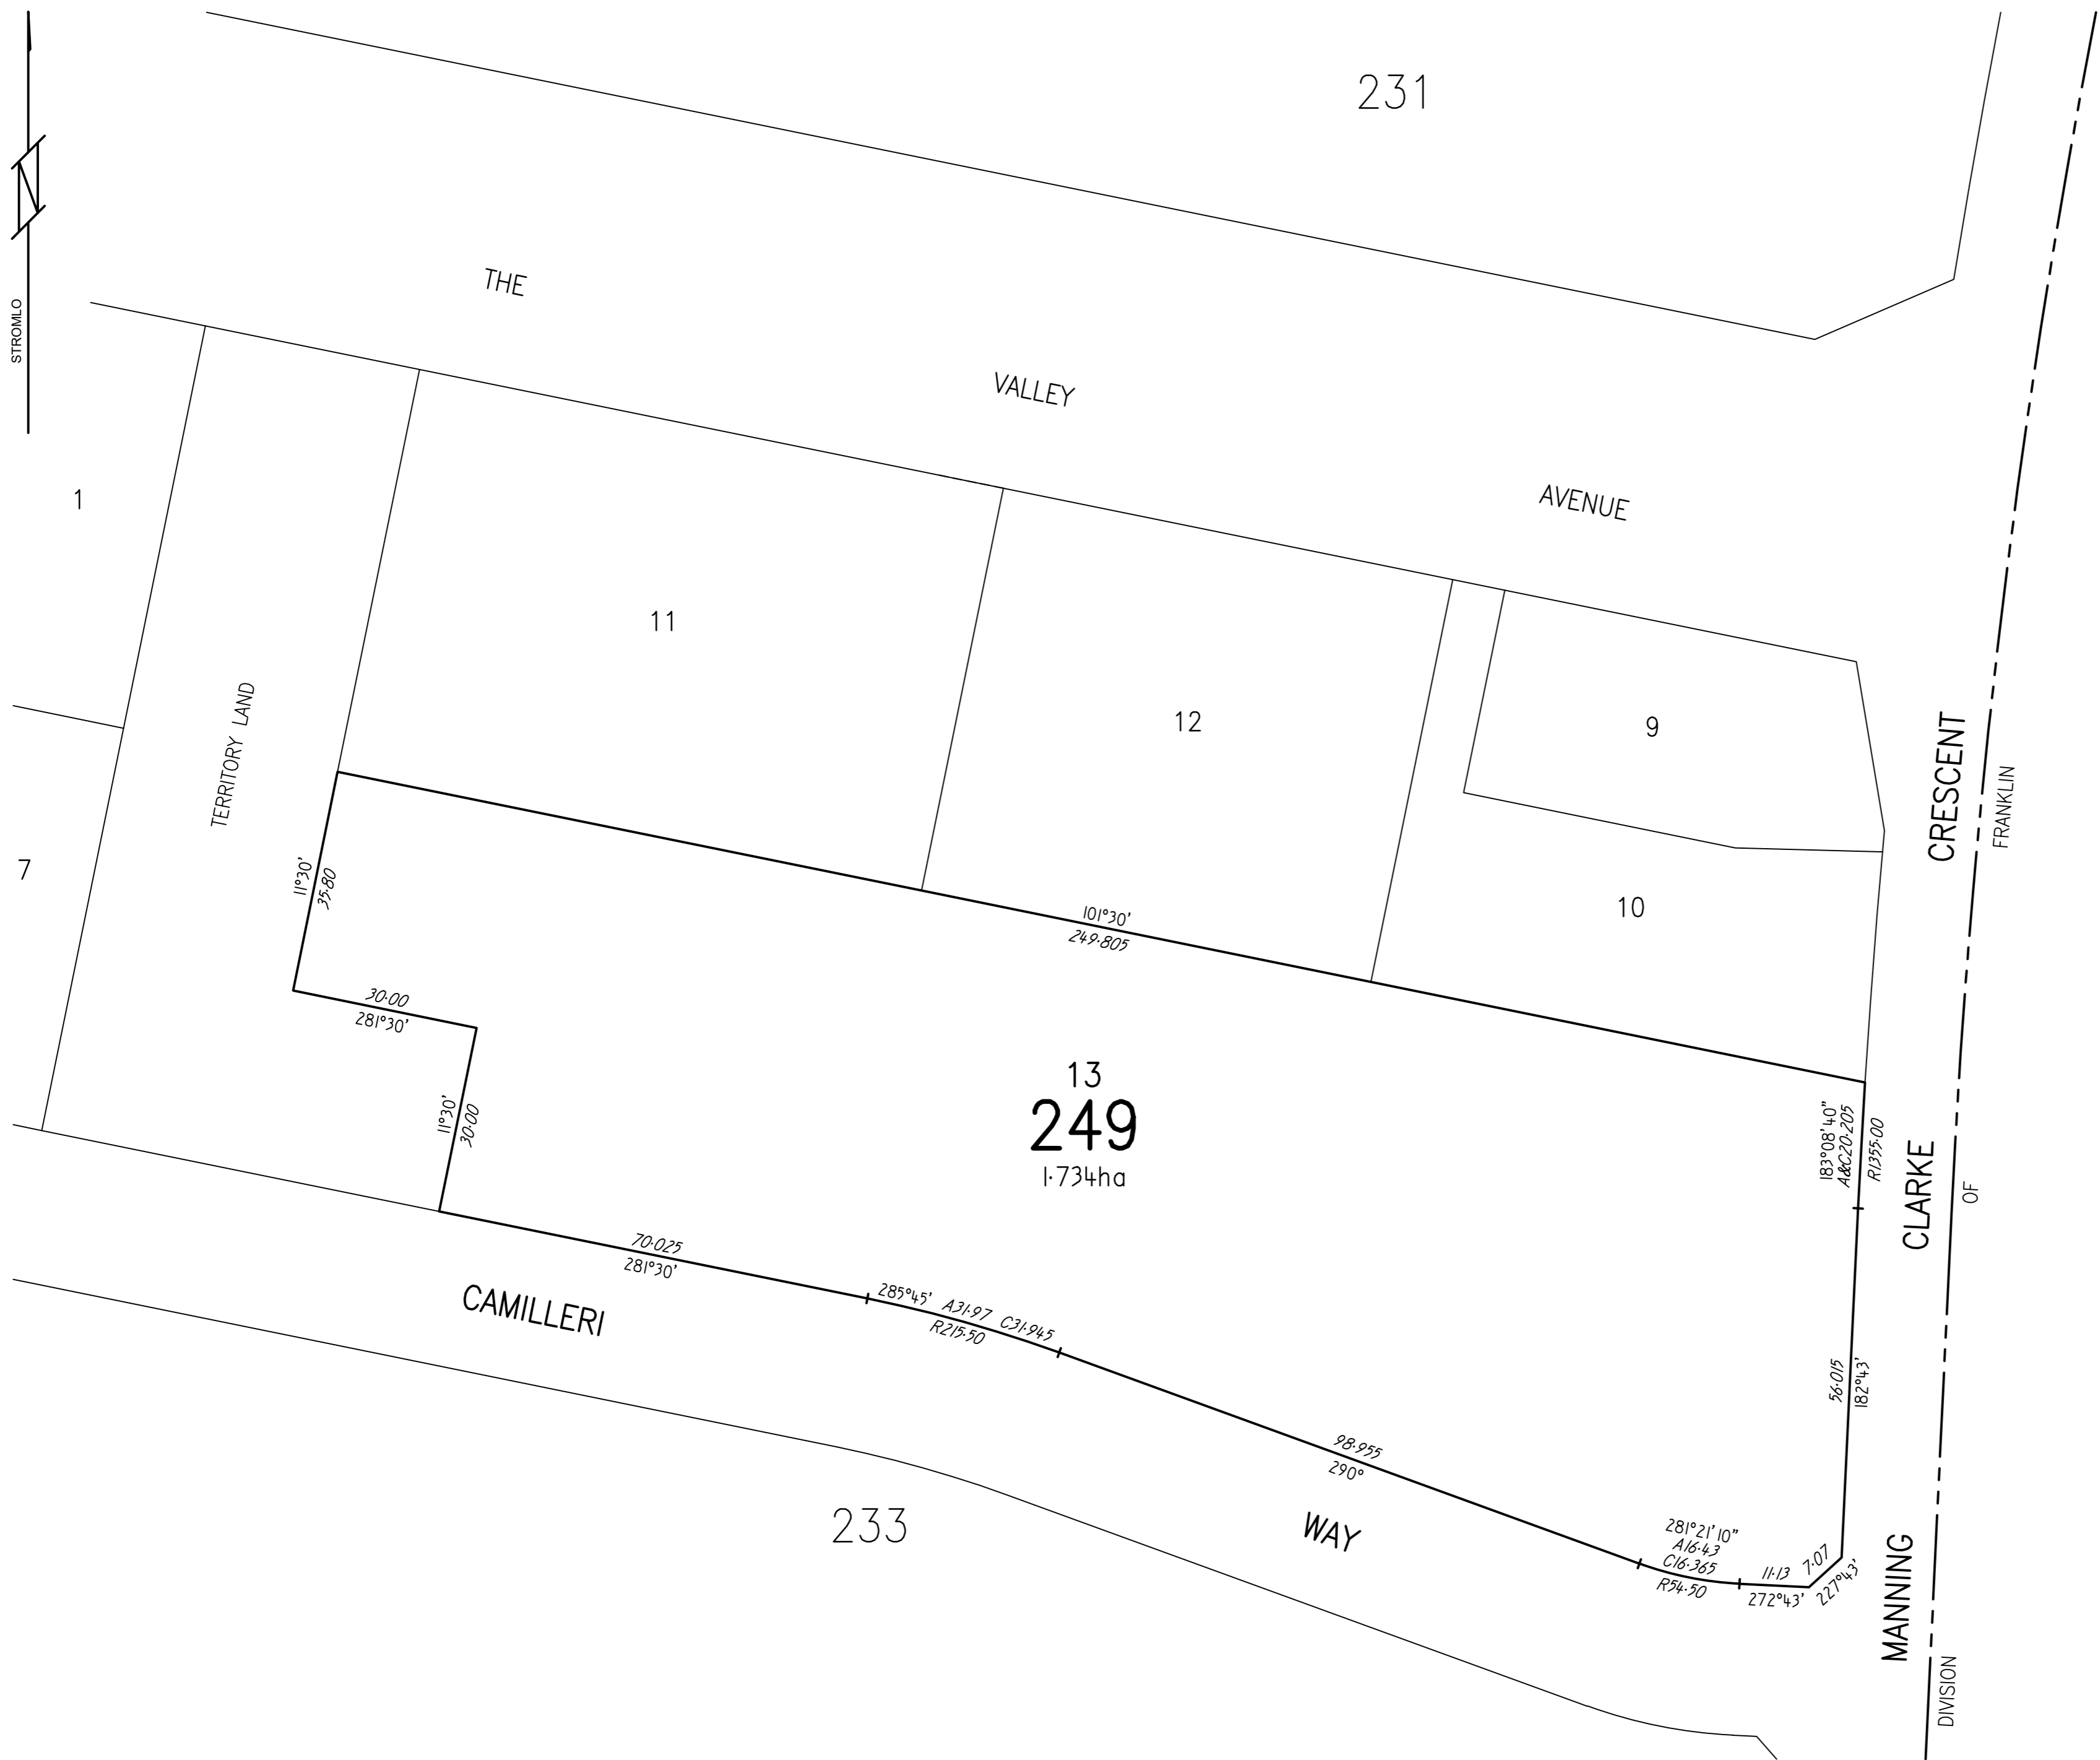 231
STROMLO
THE
VALLEY
AVENUE
1
11
12
9
10
7
TERRITORY LAND
CRESCENT
FRANKLIN
11°30'
35·80
101°30'
249·805
30·00
281°30'
11°30'
30·00
13
249
1·734ha
183°08'40"
A&C20·205
R1355·00
CLARKE
OF
70·025
281°30'
CAMILLERI
285°45' A31·97 C31·945
R215·50
56·015
182°43'
98·955
290°
WAY
233
281°21'10"
A16·43
C16·365
R54·50
11·13
272°43'
7·07
227°43'
MANNING
DIVISION